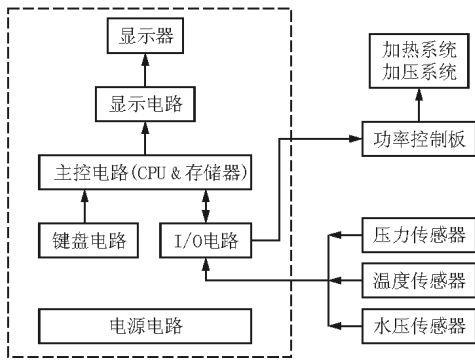 显示器
显示电路
主控电路(CPU & 存储器)
键盘电路
I/O电路
电源电路
加热系统
加压系统
功率控制板
压力传感器
温度传感器
水压传感器